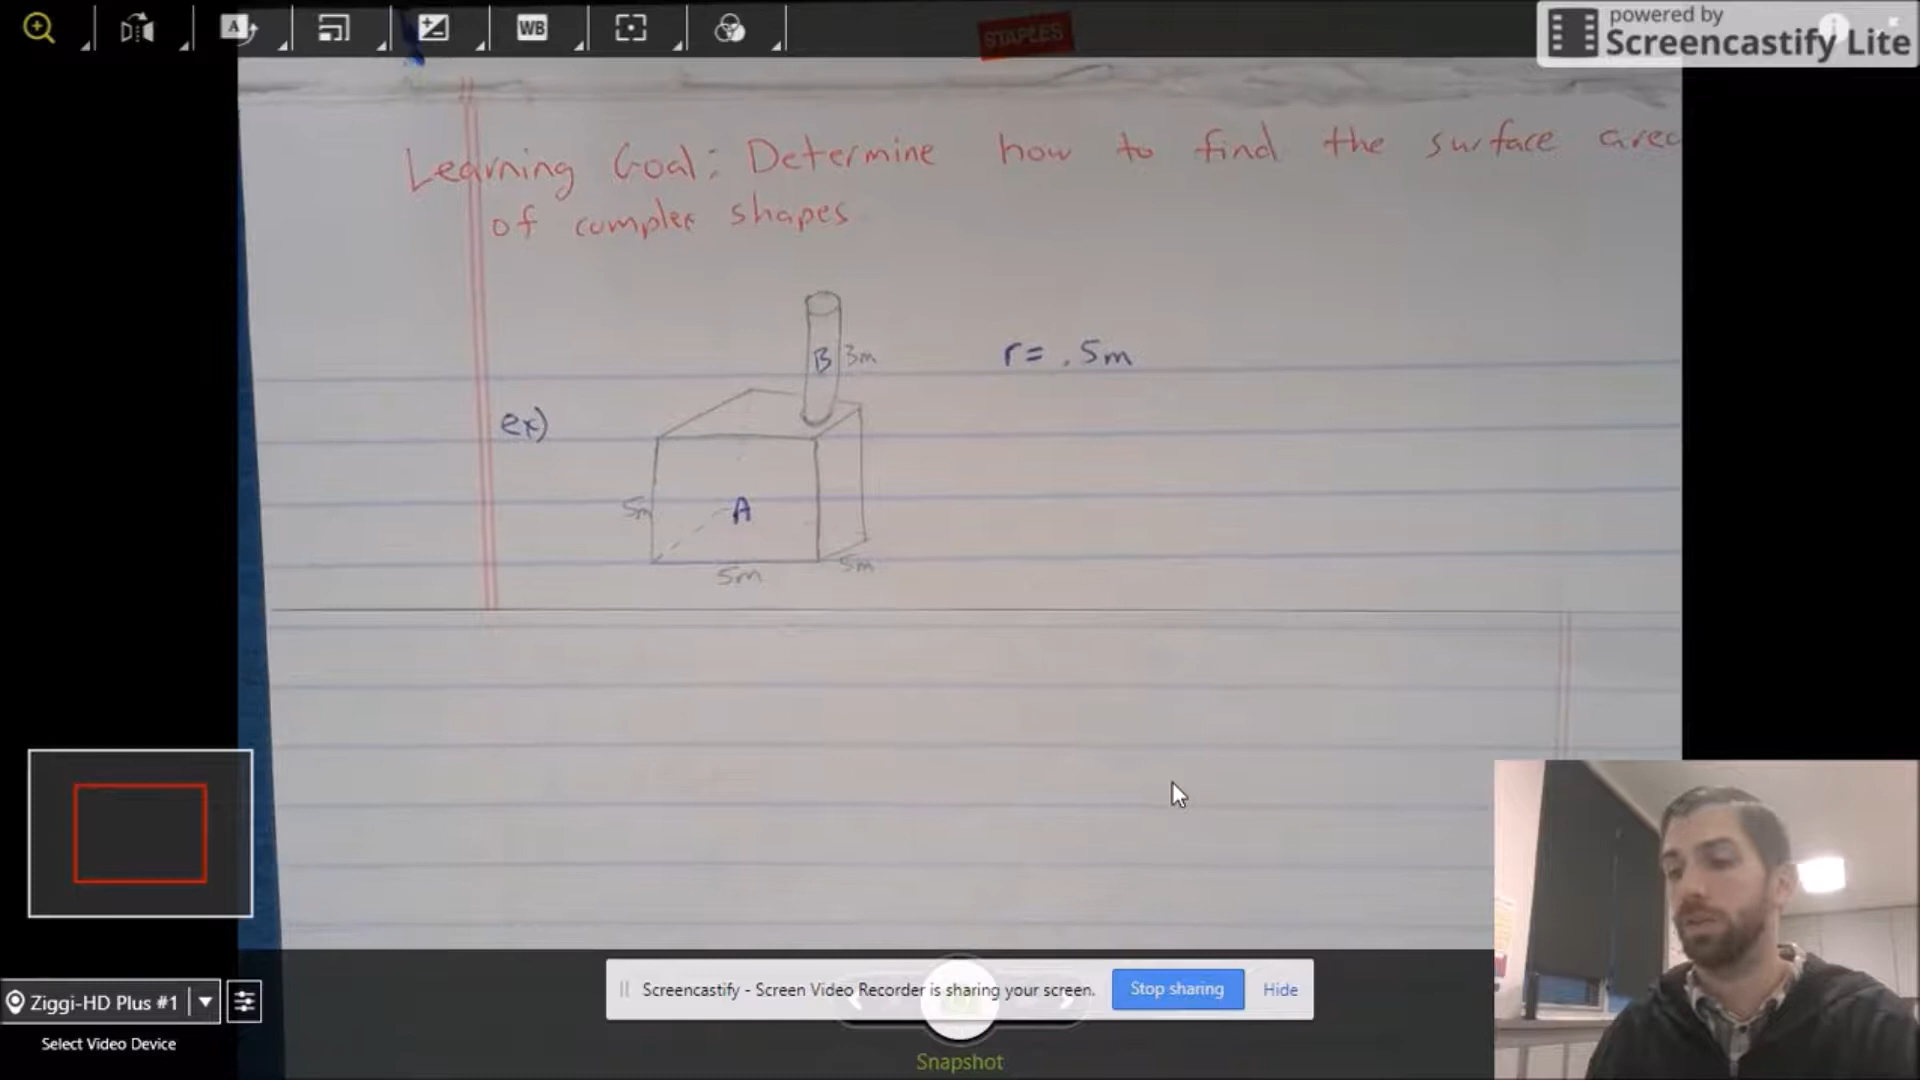 A
WB
STAPLES
powered by
Screencastify Lite
Learning Goal: Determine how to find the surface area
of complex shapes
B 3m
r= .5m
ex)
5m
A
5m
5m
Screencastify - Screen Video Recorder is sharing your screen.
Stop sharing
Hide
Ziggi-HD Plus #1
Select Video Device
Snapshot